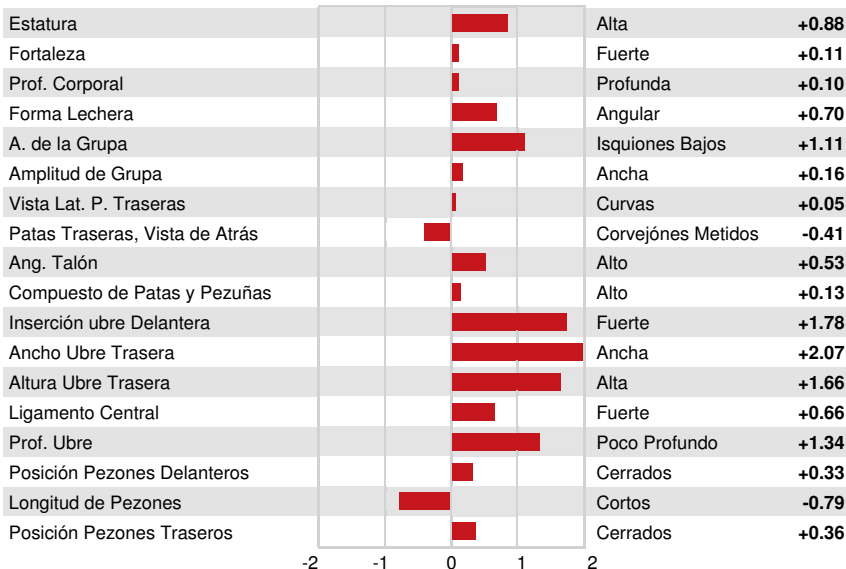 Estatura Alta +0.88
Fortaleza Fuerte +0.11
Prof. Corporal Profunda +0.10
Forma Lechera Angular +0.70
A. de la Grupa Isquiones Bajos +1.11
Amplitud de Grupa Ancha +0.16
Vista Lat. P. Traseras Curvas +0.05
Patas Traseras, Vista de Atrás Corvejónes Metidos -0.41
Ang. Talón Alto +0.53
Compuesto de Patas y Pezuñas Alto +0.13
Inserción ubre Delantera Fuerte +1.78
Ancho Ubre Trasera Ancha +2.07
Altura Ubre Trasera Alta +1.66
Ligamento Central Fuerte +0.66
Prof. Ubre Poco Profundo +1.34
Posición Pezones Delanteros Cerrados +0.33
Longitud de Pezones Cortos -0.79
Posición Pezones Traseros Cerrados +0.36
-2 -1 0 1 2